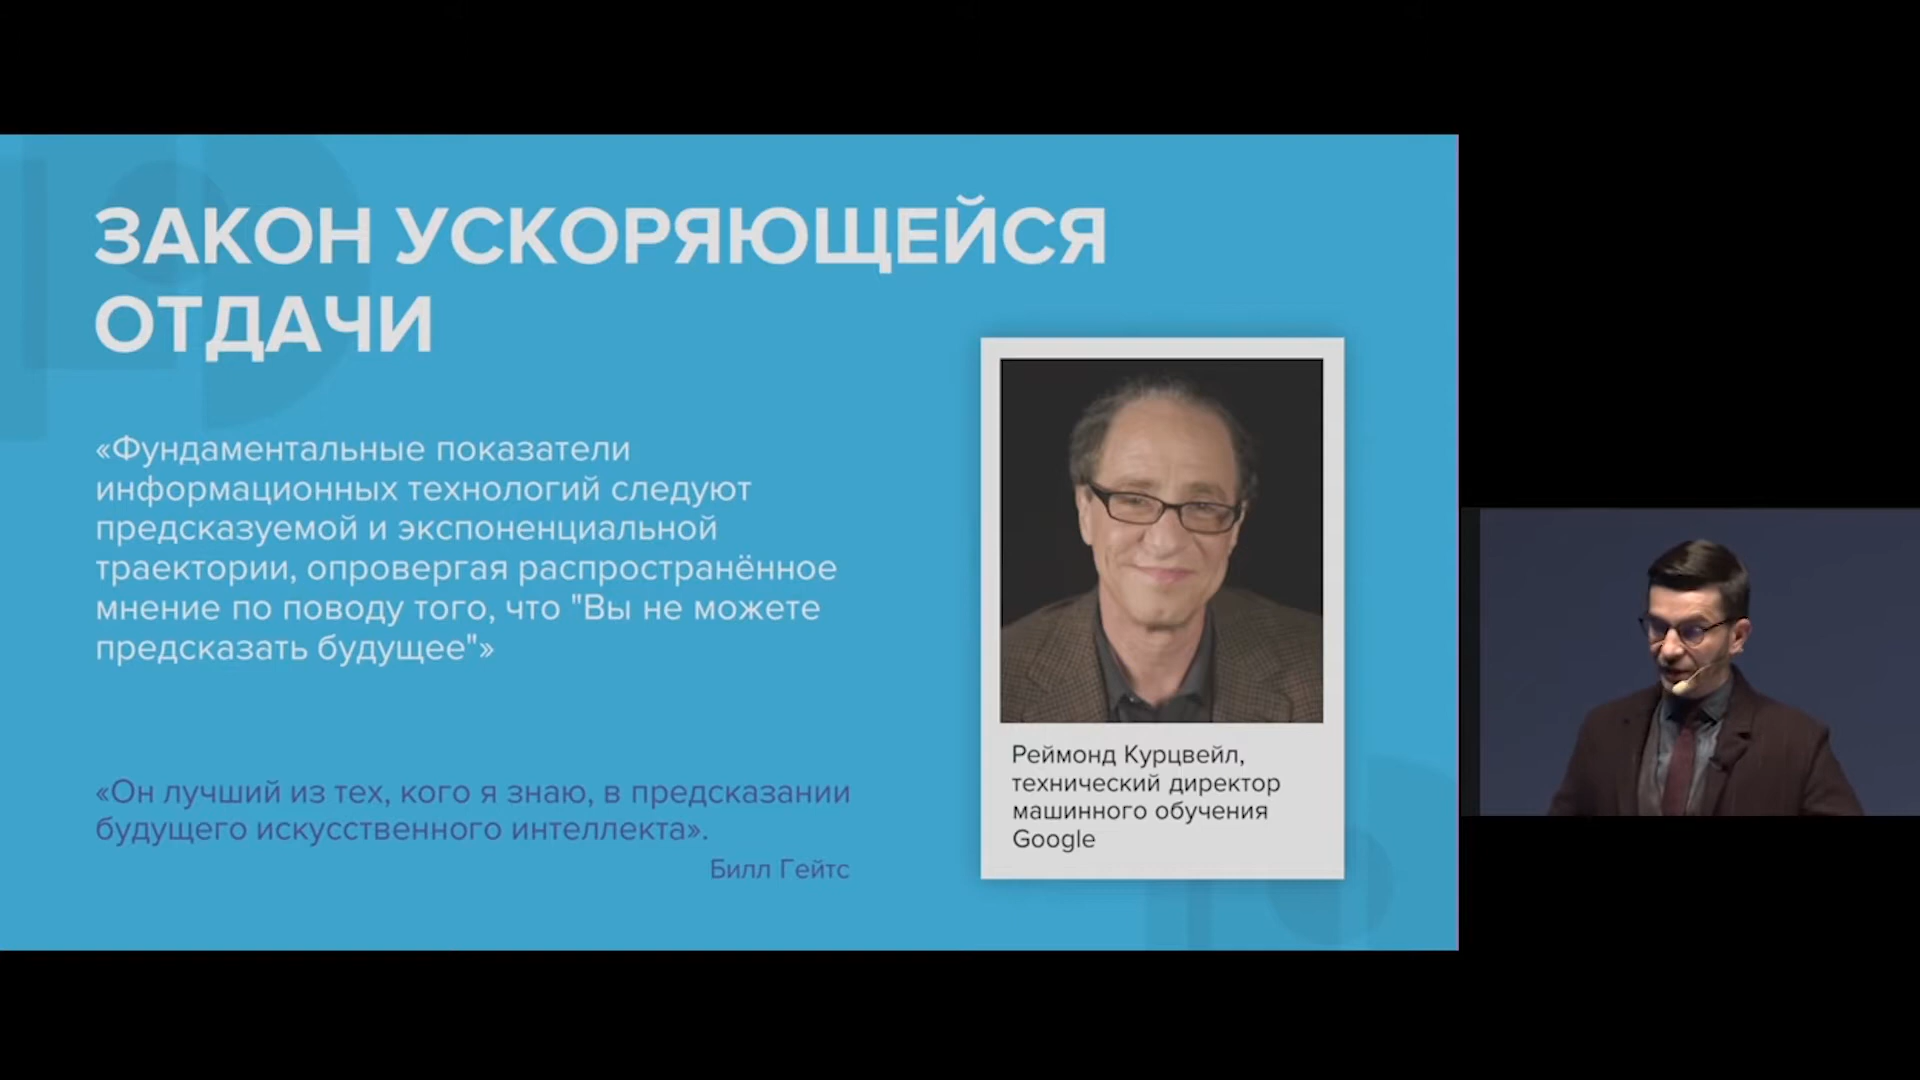 ЗАКОН УСКОРЯЮЩЕЙСЯ
ОТДАЧИ
«Фундаментальные показатели
информационных технологий следуют
предсказуемой и экспоненциальной
траектории, опровергая распространённое
мнение по поводу того, что "Вы не можете
предсказать будущее"»
«Он лучший из тех, кого я знаю, в предсказании
будущего искусственного интеллекта».
Билл Гейтс
Реймонд Курцвейл,
технический директор
машинного обучения
Google